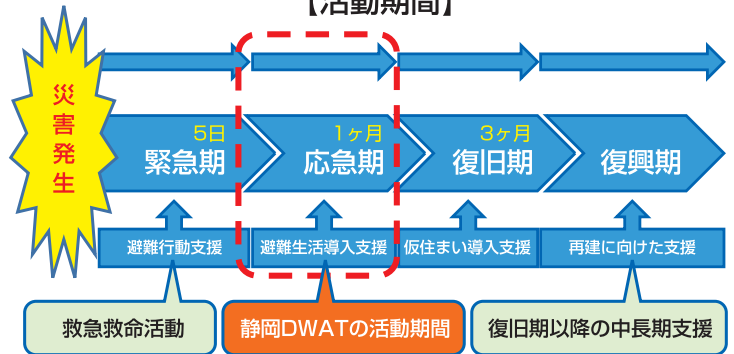 【活動期間】
災害発生
5日
緊急期
1ヶ月
応急期
3ヶ月
復旧期
復興期
避難行動支援
避難生活導入支援
仮住まい導入支援
再建に向けた支援
救急救命活動
静岡DWATの活動期間
復旧期以降の中長期支援